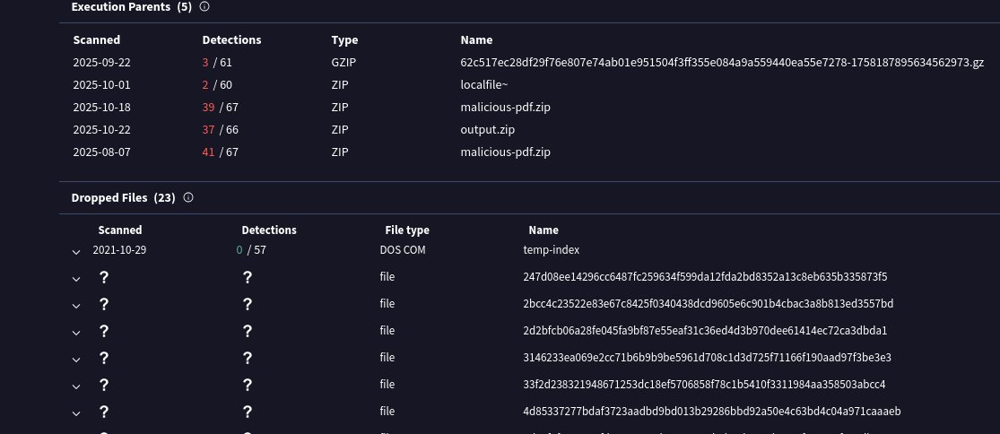 Execution Parents (5)
Scanned Detections Type Name
2025-09-22 3 / 61 GZIP 62c517ec28df29f76e807e74ab01e951504f3ff355e084a9a559440ea55e7278-1758187895634562973.gz
2025-10-01 2 / 60 ZIP localfile~
2025-10-18 39 / 67 ZIP malicious-pdf.zip
2025-10-22 37 / 66 ZIP output.zip
2025-08-07 41 / 67 ZIP malicious-pdf.zip
Dropped Files (23)
Scanned Detections File type Name
2021-10-29 0 / 57 DOS COM temp-index
? ? file 247d08ee14296cc6487fc259634f599da12fda2bd8352a13c8eb635b335873f5
? ? file 2bcc4c23522e83e67c8425f0340438dcd9605e6c901b4cbac3a8b813ed3557bd
? ? file 2d2bfcb06a28fe045fa9bf87e55eaf31c36ed4d3b970dee61414ec72ca3dbda1
? ? file 3146233ea069e2cc71b6b9b9be5961d708c1d3d725f71166f190aad97f3be3e3
? ? file 33f2d238321948671253dc18ef5706858f78c1b5410f3311984aa358503abcc4
? ? file 4d85337277bdaf3723aadbd9bd013b29286bbd92a50e4c63bd4c04a971caaaeb